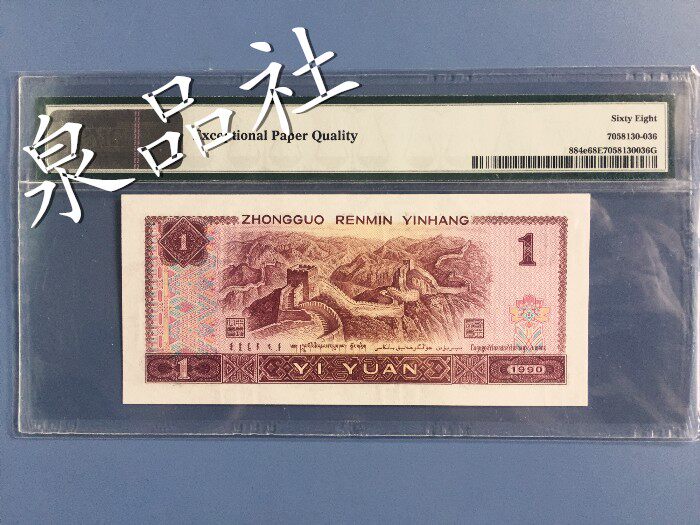 泉品社
Exceptional Paper Quality
Sixty Eight
7058130-036
884e68E7058130036G
ZHONGGUO RENMIN YINHANG
1
1
1
YI YUAN
1990